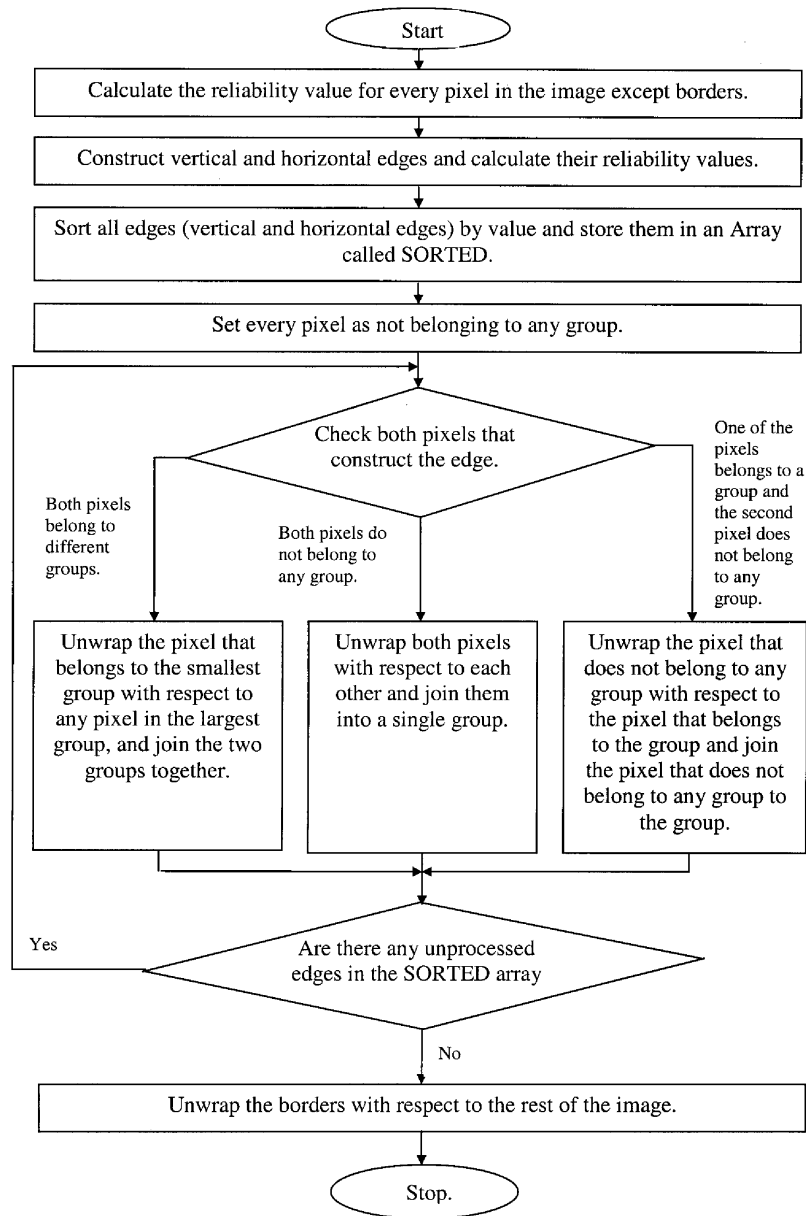 Start
Calculate the reliability value for every pixel in the image except borders.
Construct vertical and horizontal edges and calculate their reliability values.
Sort all edges (vertical and horizontal edges) by value and store them in an Array
called SORTED.
Set every pixel as not belonging to any group.
Check both pixels that
construct the edge.
Both pixels
belong to
different
groups.
Both pixels do
not belong to
any group.
One of the
pixels
belongs to a
group and
the second
pixel does
not belong
to any
group.
Unwrap the pixel that
belongs to the smallest
group with respect to
any pixel in the largest
group, and join the two
groups together.
Unwrap both pixels
with respect to each
other and join them
into a single group.
Unwrap the pixel that
does not belong to any
group with respect to
the pixel that belongs
to the group and join
the pixel that does not
belong to any group to
the group.
Yes
Are there any unprocessed
edges in the SORTED array
No
Unwrap the borders with respect to the rest of the image.
Stop.